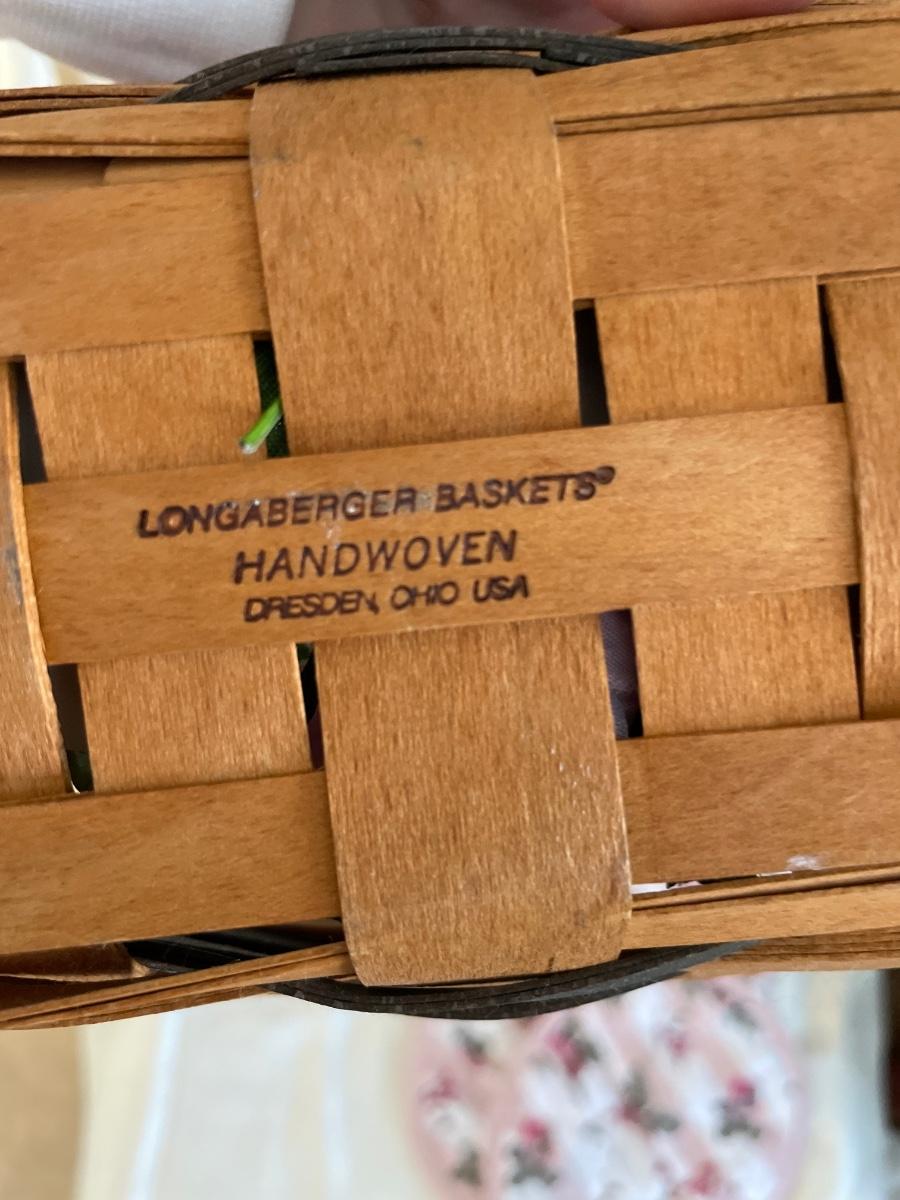 LONGABERGER BASKETS®
HANDWOVEN
DRESDEN, OHIO USA